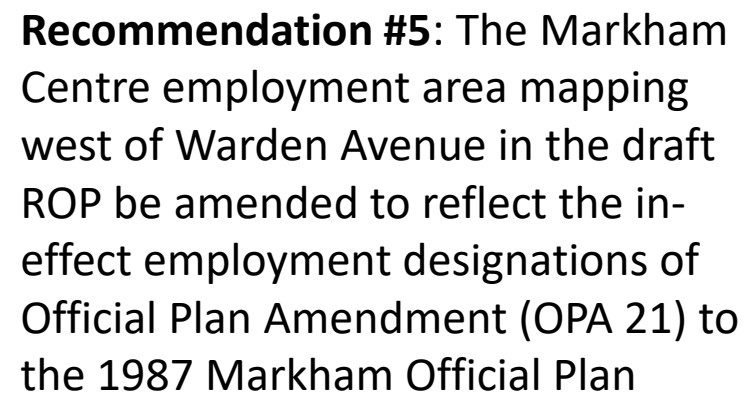 Recommendation #5: The Markham
Centre employment area mapping
west of Warden Avenue in the draft
ROP be amended to reflect the in-
effect employment designations of
Official Plan Amendment (OPA 21) to
the 1987 Markham Official Plan